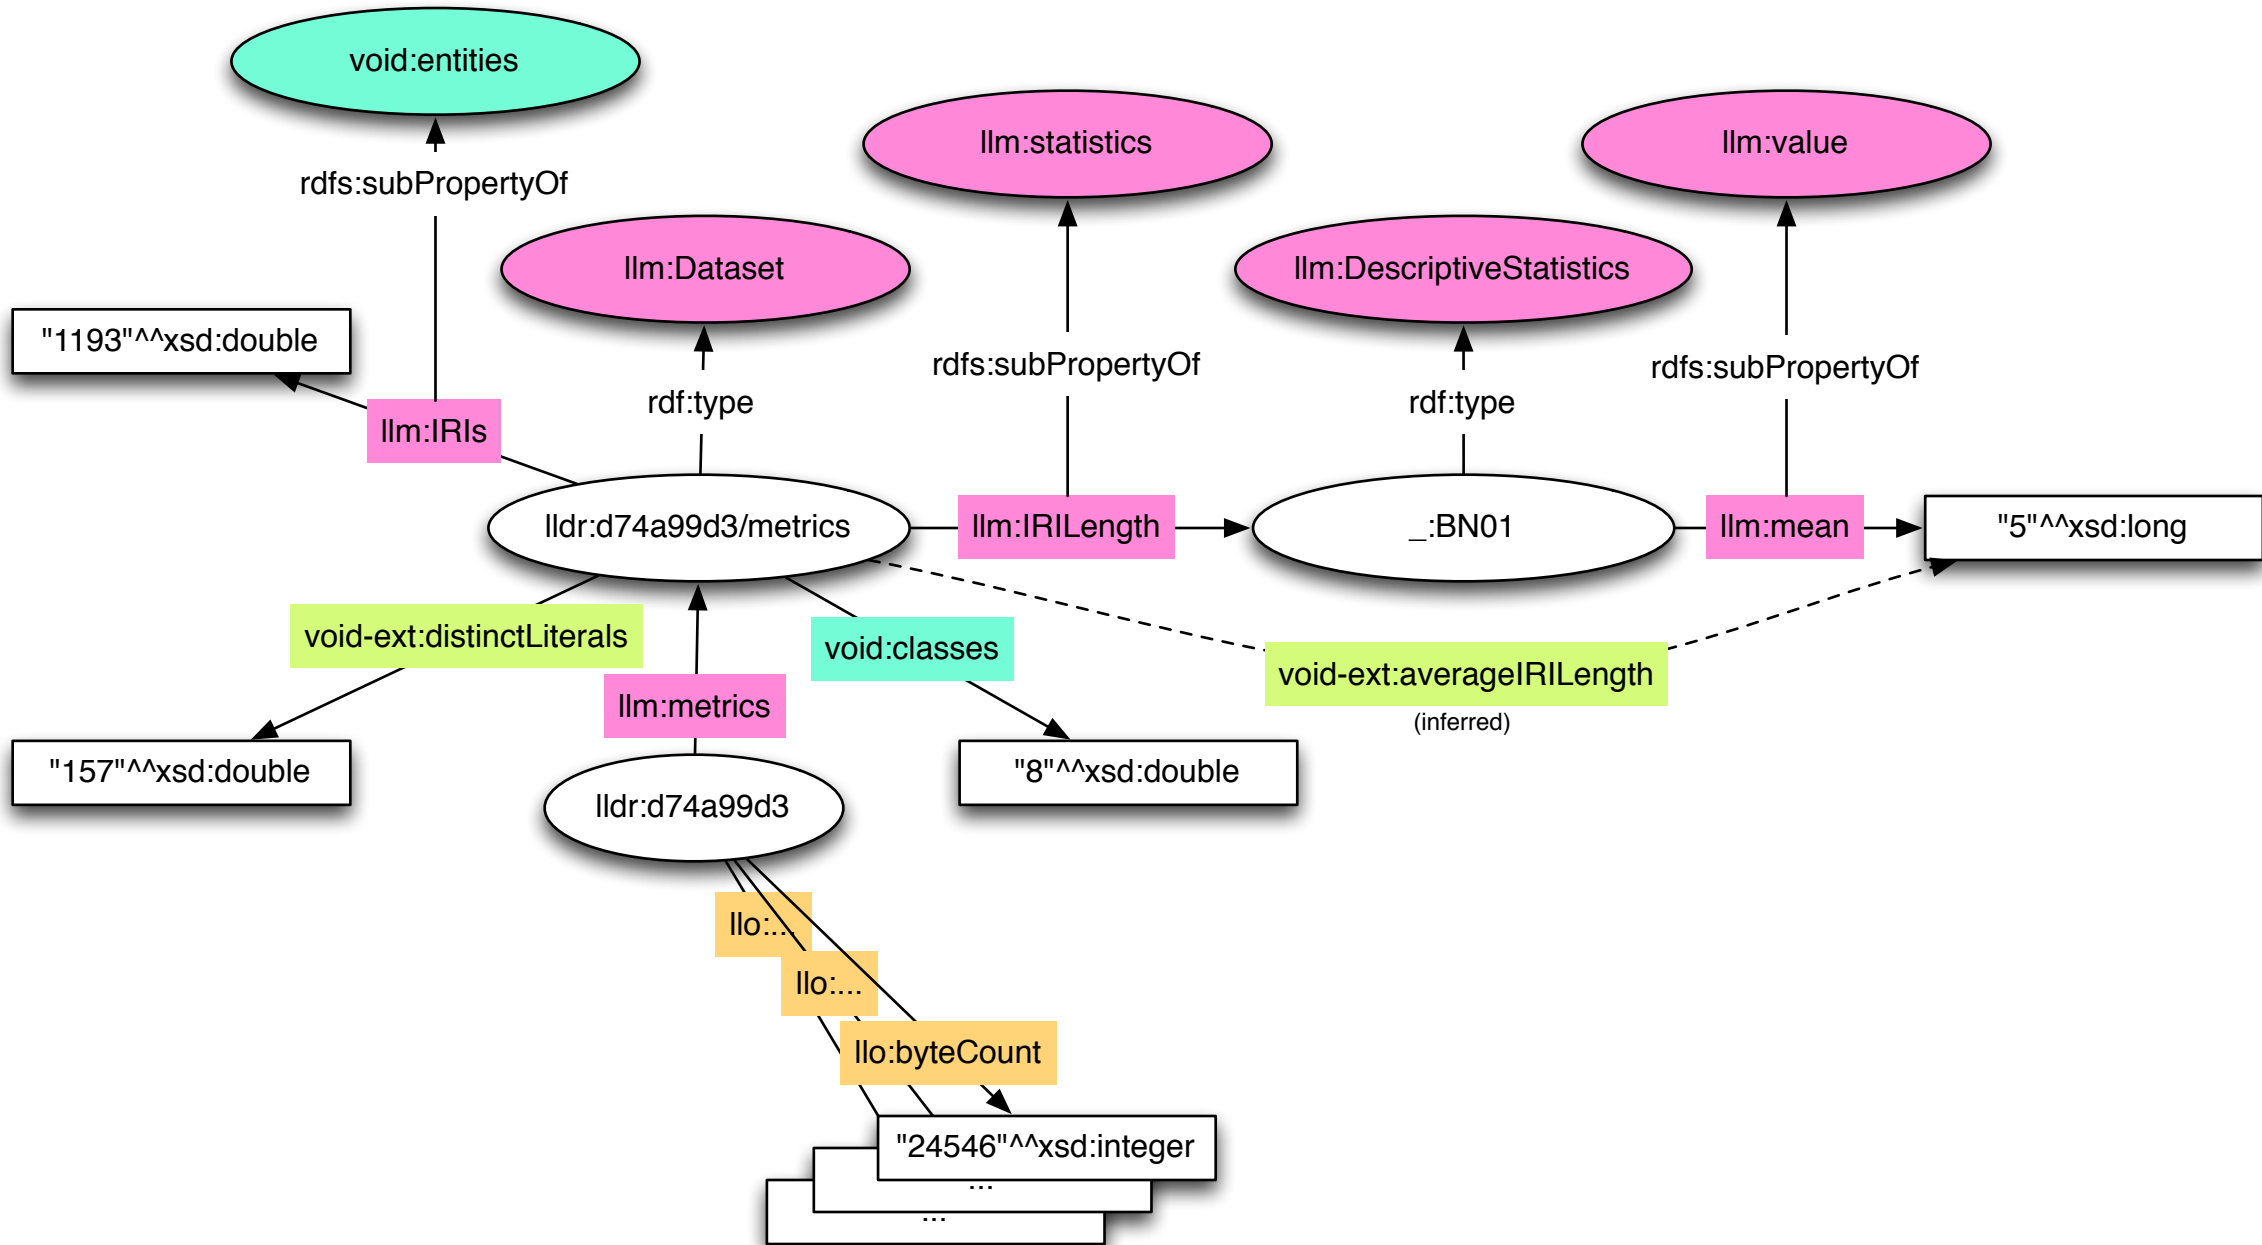 void:entities
llm:statistics
llm:value
rdfs:subPropertyOf
llm:Dataset
llm:DescriptiveStatistics
"1193"^^xsd:double
rdfs:subPropertyOf
rdfs:subPropertyOf
rdf:type
rdf:type
llm:IRIs
lldr:d74a99d3/metrics
llm:IRILength
_:BN01
llm:mean
"5"^^xsd:long
void-ext:distinctLiterals
void:classes
void-ext:averageIRILength
(inferred)
llm:metrics
"157"^^xsd:double
"8"^^xsd:double
lldr:d74a99d3
llo:...
llo:...
llo:byteCount
"24546"^^xsd:integer
...
...